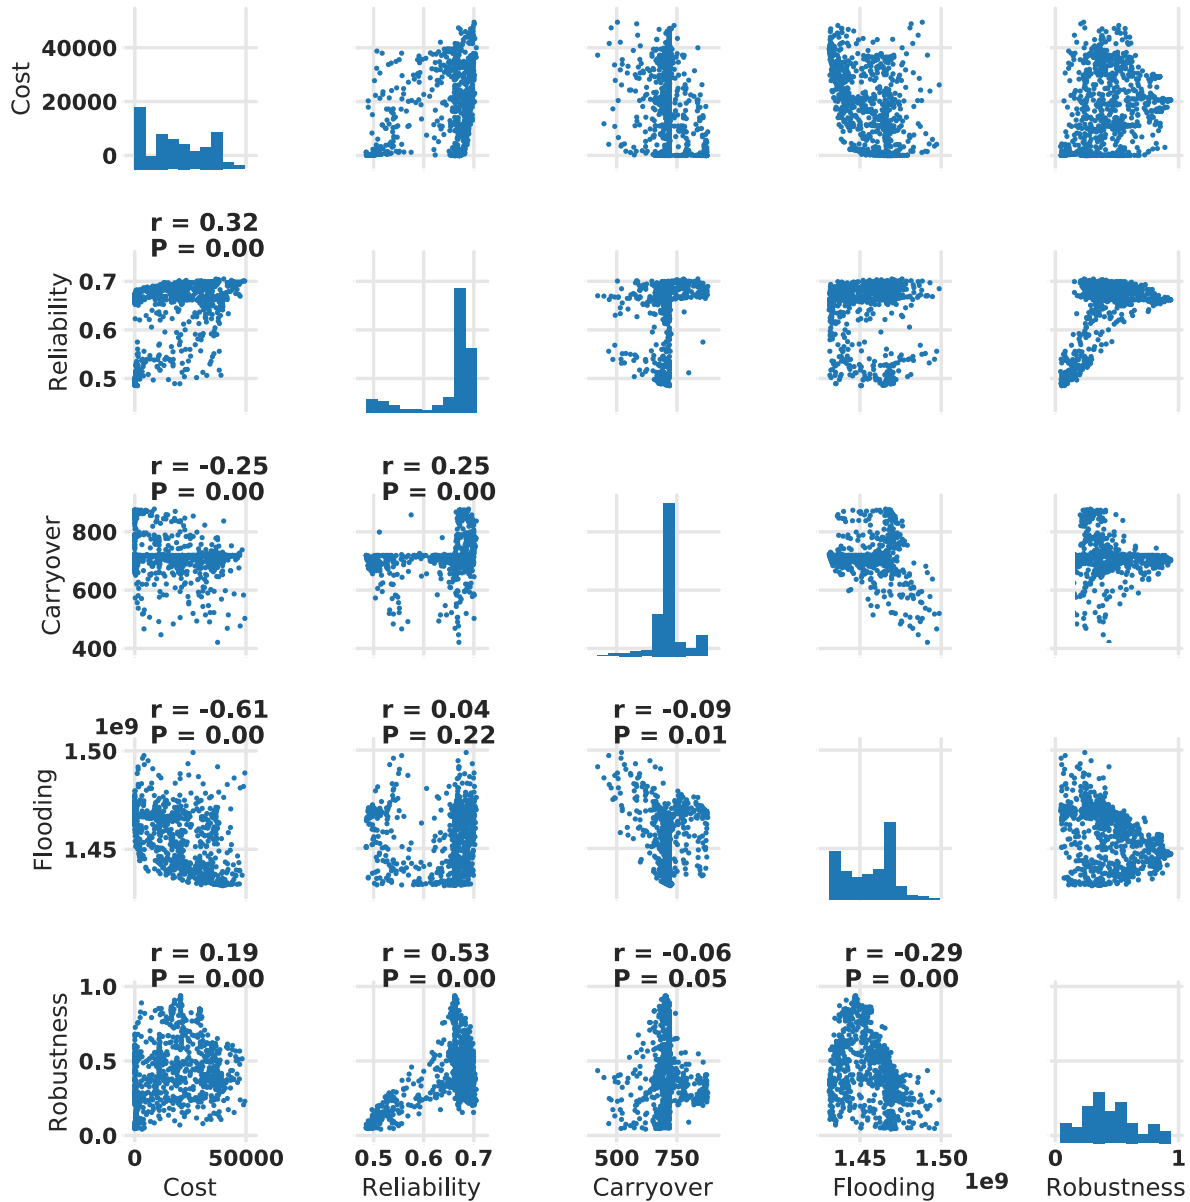 Cost
40000
20000
0
r = 0.32
P = 0.00
Reliability
0.7
0.6
0.5
r = -0.25
P = 0.00
r = 0.25
P = 0.00
Carryover
800
600
400
r = -0.61
P = 0.00
r = 0.04
P = 0.22
r = -0.09
P = 0.01
1e9
Flooding
1.50
1.45
r = 0.19
P = 0.00
r = 0.53
P = 0.00
r = -0.06
P = 0.05
r = -0.29
P = 0.00
Robustness
1.0
0.5
0.0
0 50000 0.5 0.6 0.7 500 750 1.45 1.50 0 1
1e9
Cost Reliability Carryover Flooding Robustness